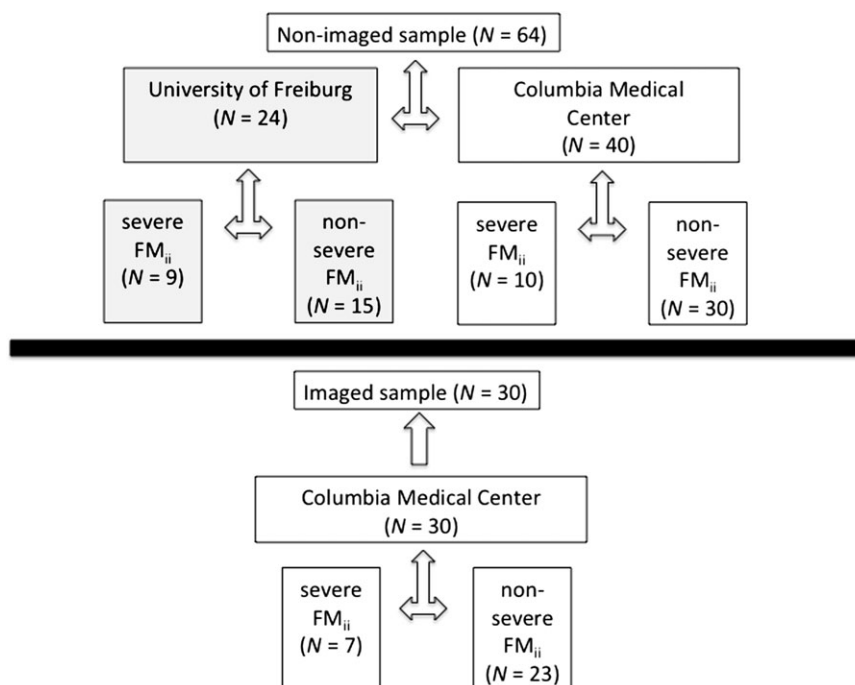 Non-imaged sample (N = 64)
University of Freiburg
(N = 24)
Columbia Medical
Center
(N = 40)
severe
FMii
(N = 9)
non-
severe
FMii
(N = 15)
severe
FMii
(N = 10)
non-
severe
FMii
(N = 30)
Imaged sample (N = 30)
Columbia Medical Center
(N = 30)
severe
FMii
(N = 7)
non-
severe
FMii
(N = 23)